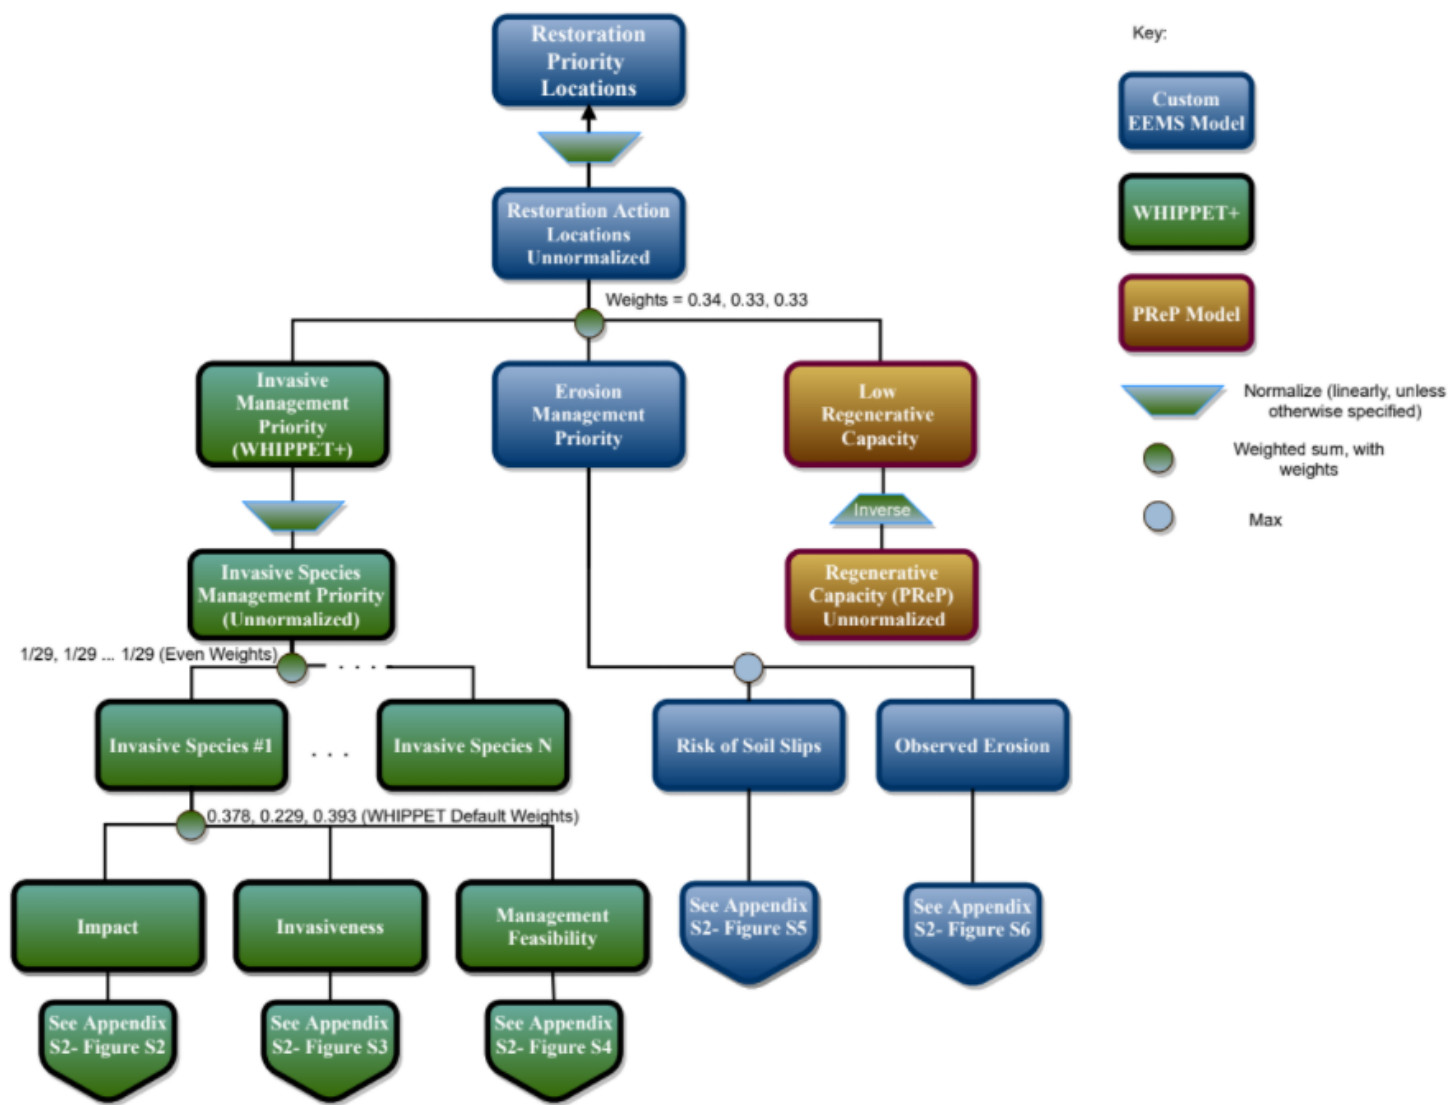 Restoration
Priority
Locations
Key:
Custom
EEMS Model
WHIPPET+
PReP Model
Normalize (linearly, unless
otherwise specified)
Weighted sum, with
weights
Max
Restoration Action
Locations
Unnormalized
Weights = 0.34, 0.33, 0.33
Invasive
Management
Priority
(WHIPPET+)
Erosion
Management
Priority
Low
Regenerative
Capacity
Inverse
Invasive Species
Management Priority
(Unnormalized)
Regenerative
Capacity (PReP)
Unnormalized
1/29, 1/29 ... 1/29 (Even Weights)
. . . .
Invasive Species #1
. . .
Invasive Species N
Risk of Soil Slips
Observed Erosion
0.378, 0.229, 0.393 (WHIPPET Default Weights)
Impact
Invasiveness
Management
Feasibility
See Appendix
S2- Figure S5
See Appendix
S2- Figure S6
See Appendix
S2- Figure S2
See Appendix
S2- Figure S3
See Appendix
S2- Figure S4